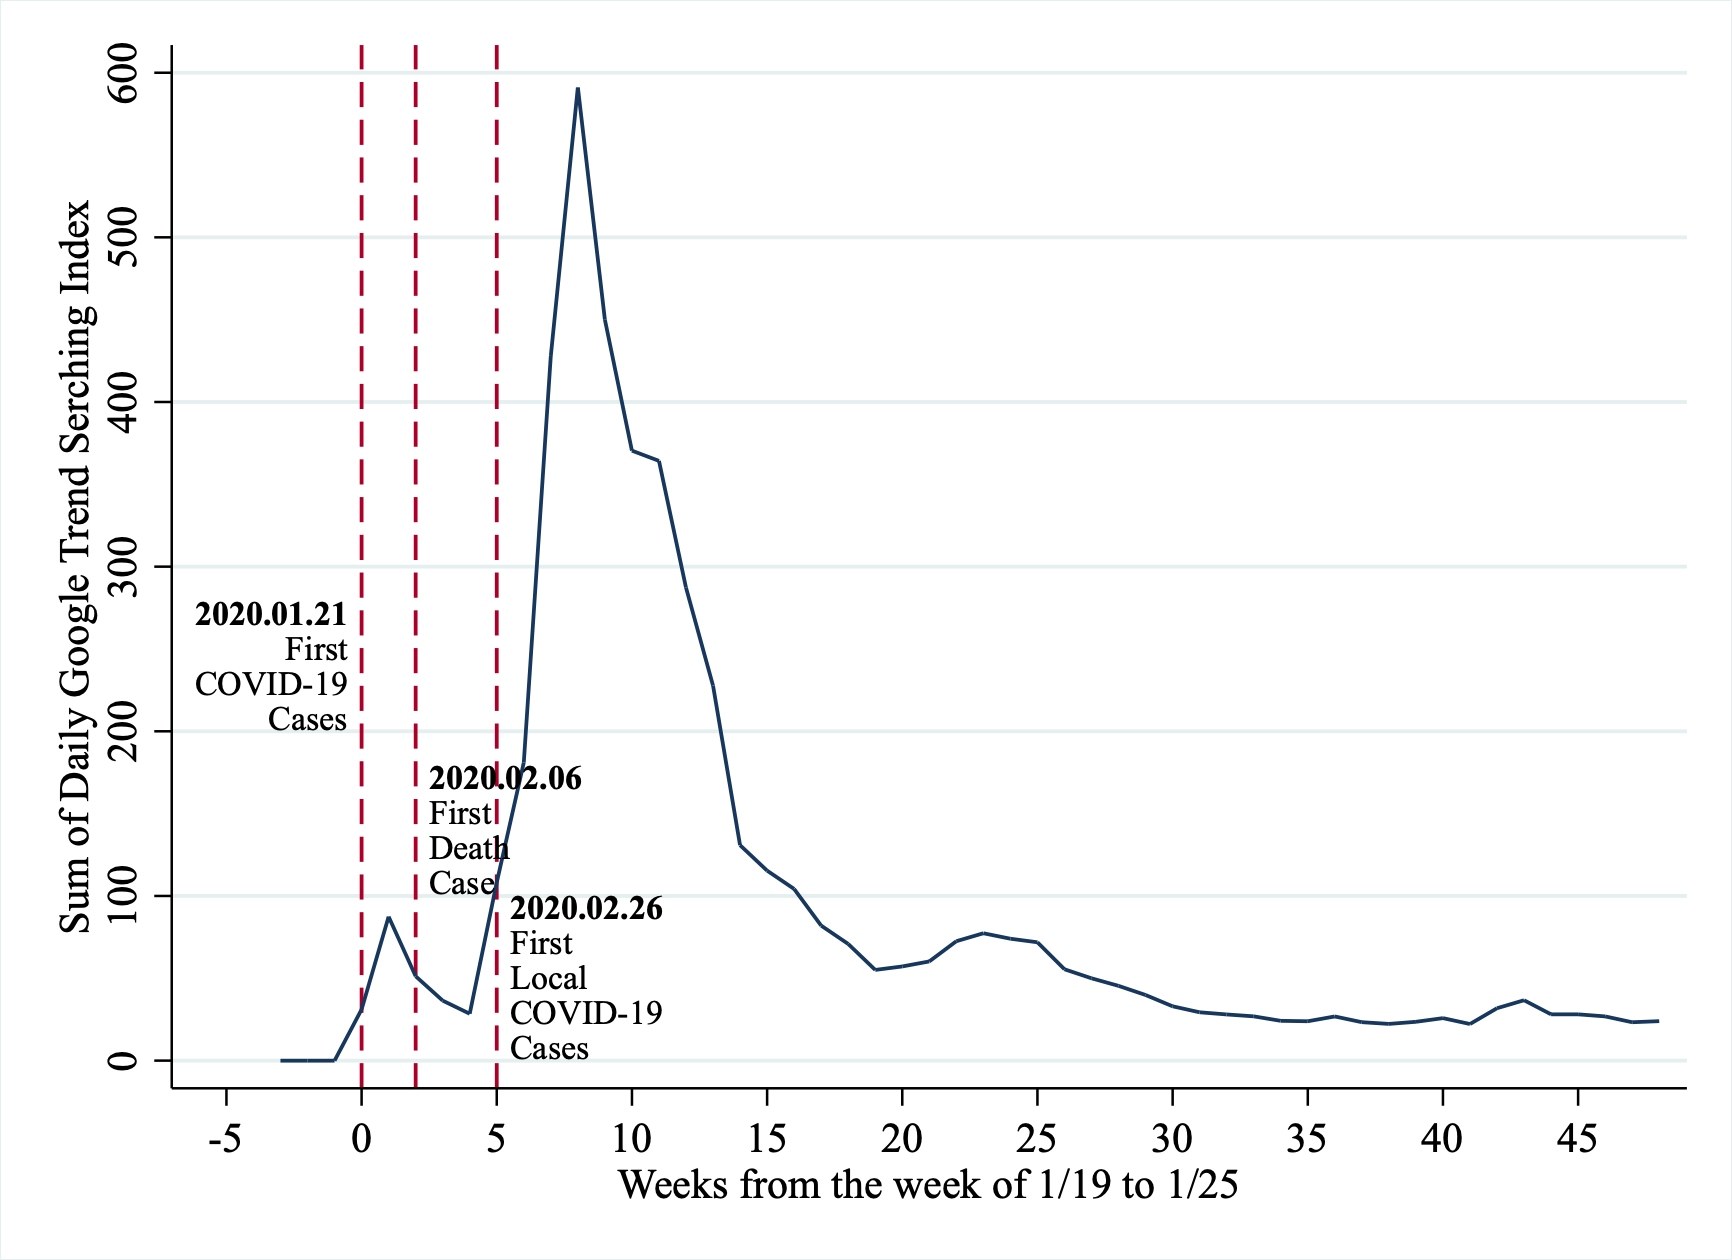 Sum of Daily Google Trend Serching Index
600
500
400
300
200
100
0
2020.01.21
First
COVID-19
Cases
2020.02.06
First
Death
Case
2020.02.26
First
Local
COVID-19
Cases
-5 0 5 10 15 20 25 30 35 40 45
Weeks from the week of 1/19 to 1/25